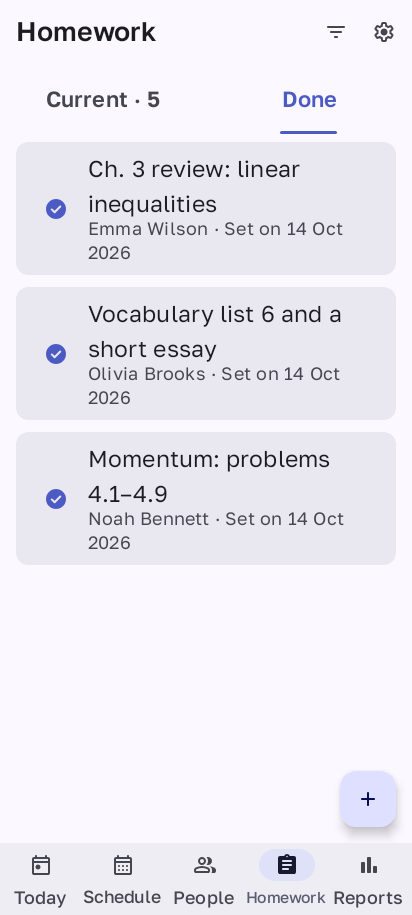 Homework
Current · 5
Done
Ch. 3 review: linear
inequalities
Emma Wilson · Set on 14 Oct
2026
Vocabulary list 6 and a
short essay
Olivia Brooks · Set on 14 Oct
2026
Momentum: problems
4.1–4.9
Noah Bennett · Set on 14 Oct
2026
Today
Schedule
People
Homework
Reports